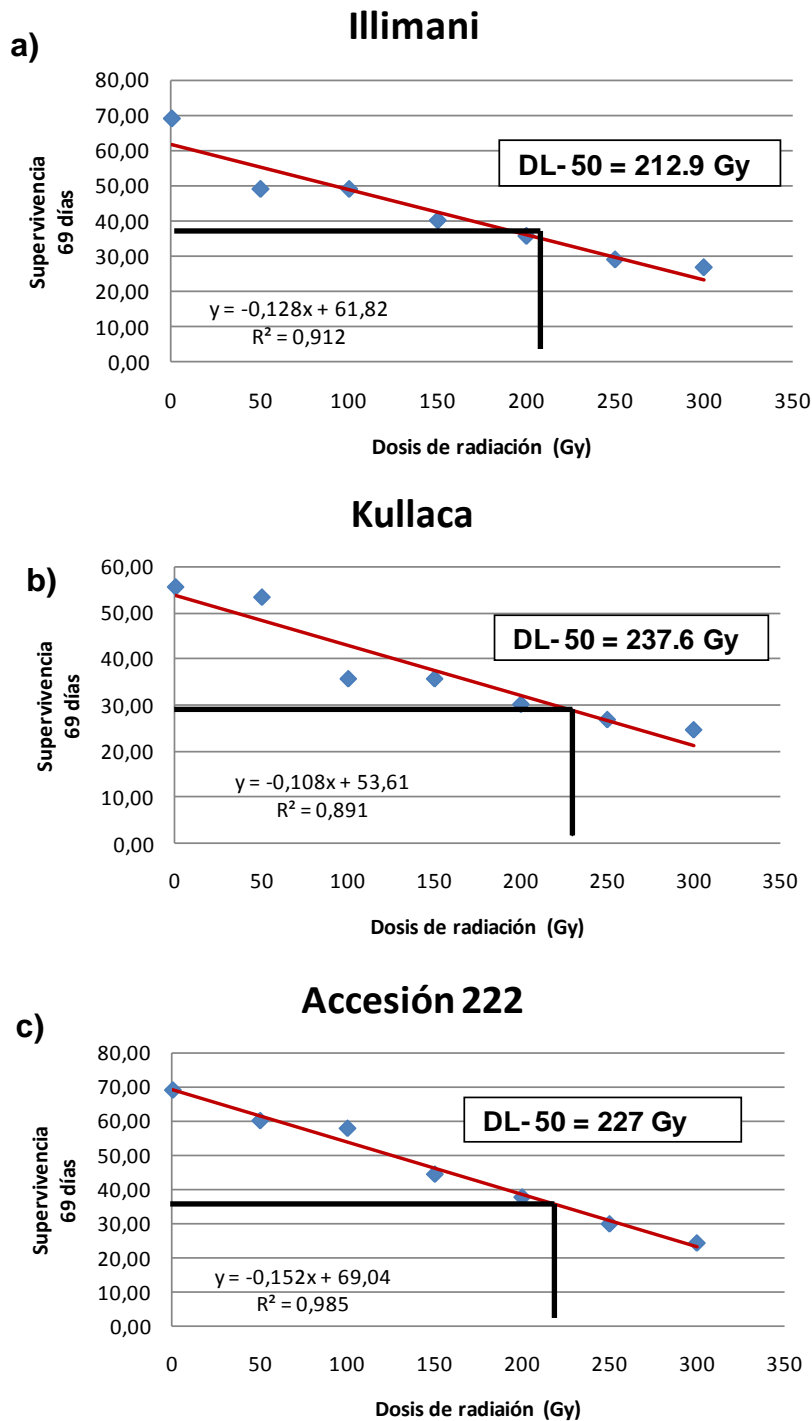 Illimani
a)
80,00
70,00
60,00
50,00
40,00
30,00
20,00
10,00
0,00
Supervivencia
69 días
DL- 50 = 212.9 Gy
y = -0,128x + 61,82
R² = 0,912
0 50 100 150 200 250 300 350
Dosis de radiación (Gy)
Kullaca
b)
60,00
50,00
40,00
30,00
20,00
10,00
0,00
Supervivencia
69 días
DL- 50 = 237.6 Gy
y = -0,108x + 53,61
R² = 0,891
0 50 100 150 200 250 300 350
Dosis de radiación (Gy)
Accesión 222
c)
80,00
70,00
60,00
50,00
40,00
30,00
20,00
10,00
0,00
Supervivencia
69 días
DL- 50 = 227 Gy
y = -0,152x + 69,04
R² = 0,985
0 50 100 150 200 250 300 350
Dosis de radiaión (Gy)